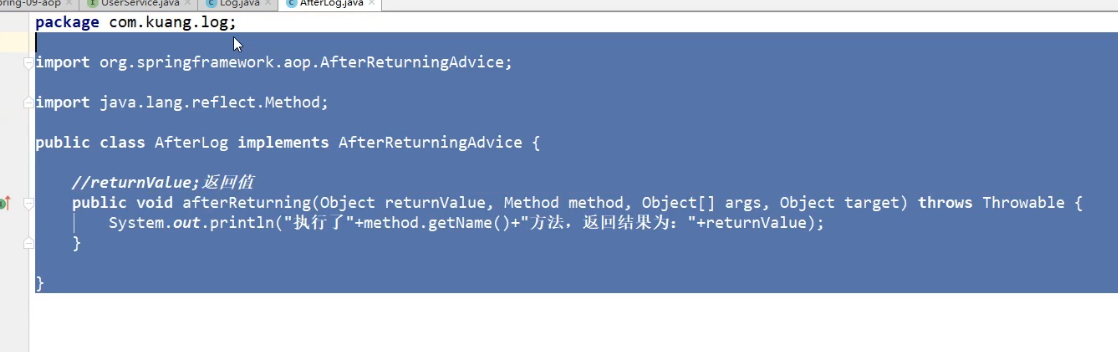 pring-09-aop UserService.java Log.java AfterLog.java
package com.kuang.log;
import org.springframework.aop.AfterReturningAdvice;
import java.lang.reflect.Method;
public class AfterLog implements AfterReturningAdvice {
//returnValue;返回值
public void afterReturning(Object returnValue, Method method, Object[] args, Object target) throws Throwable {
System.out.println("执行了"+method.getName()+"方法，返回结果为："+returnValue);
}
}